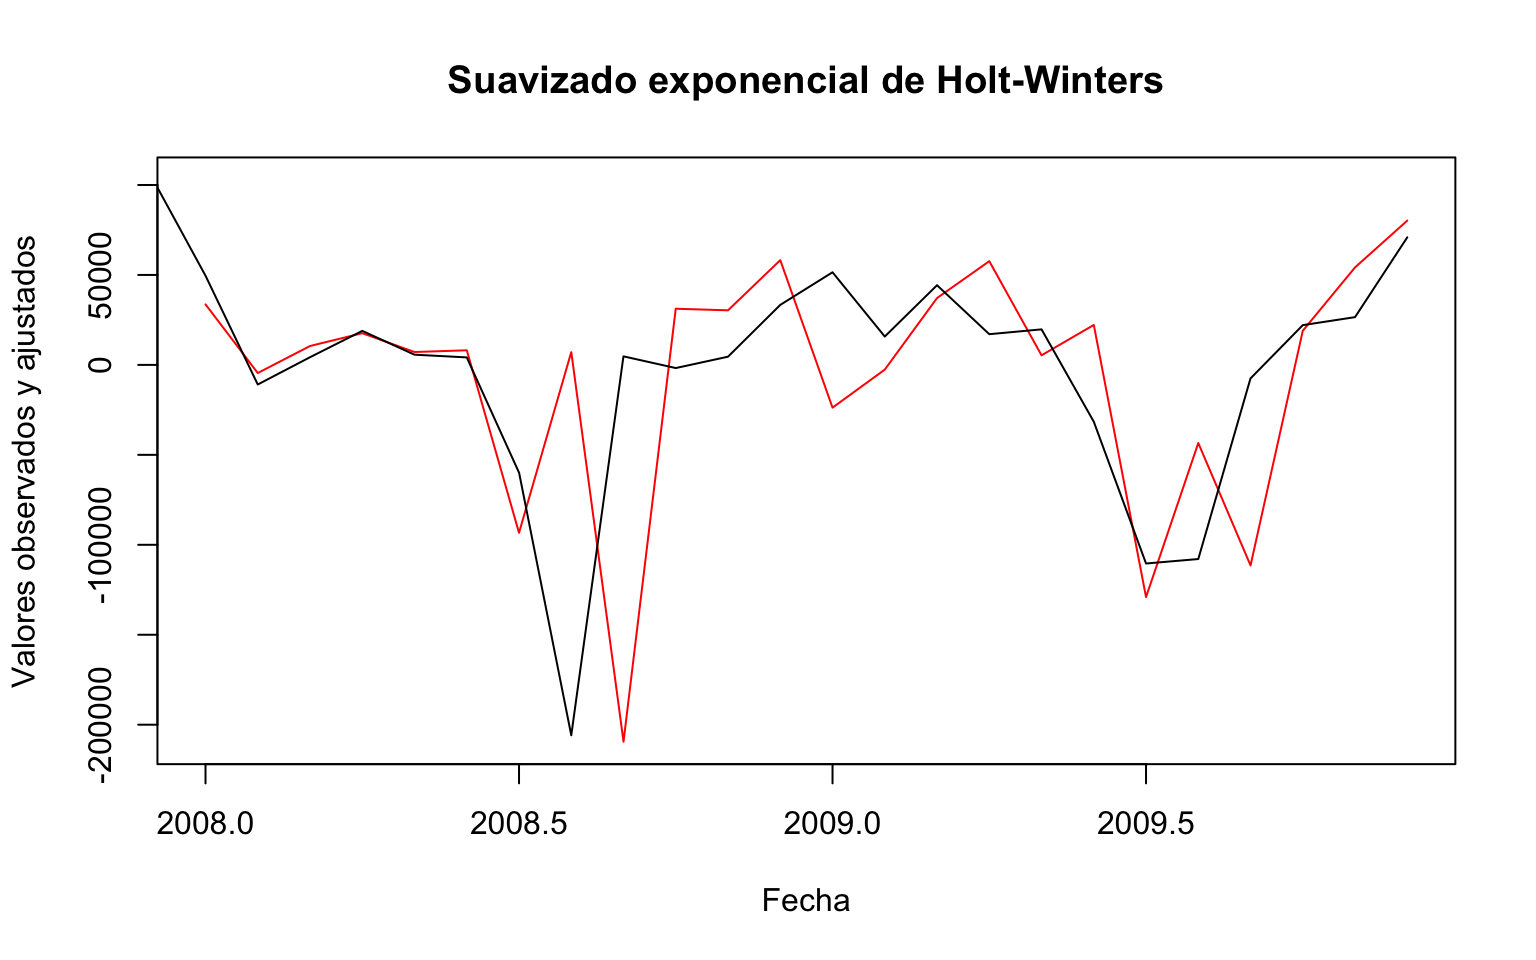 Suavizado exponencial de Holt-Winters
Valores observados y ajustados
50000
0
-100000
-200000
2008.0
2008.5
2009.0
2009.5
Fecha